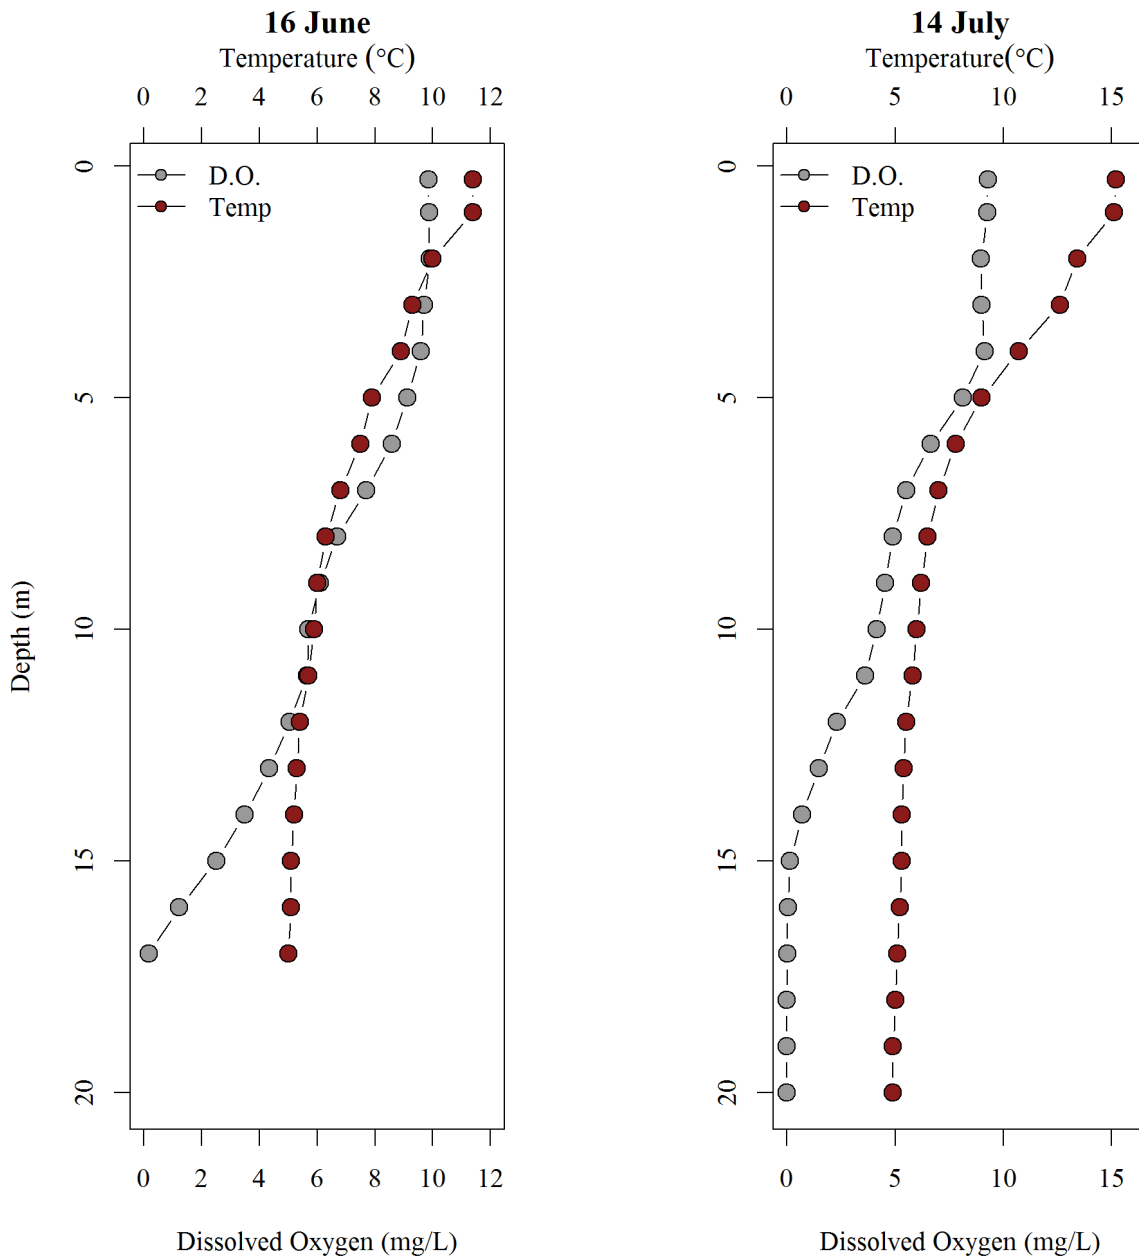 16 June
Temperature (°C)
0 2 4 6 8 10 12
D.O.
Temp
0
5
10
15
20
Depth (m)
0 2 4 6 8 10 12
Dissolved Oxygen (mg/L)
14 July
Temperature(°C)
0 5 10 15
D.O.
Temp
0
5
10
15
20
0 5 10 15
Dissolved Oxygen (mg/L)